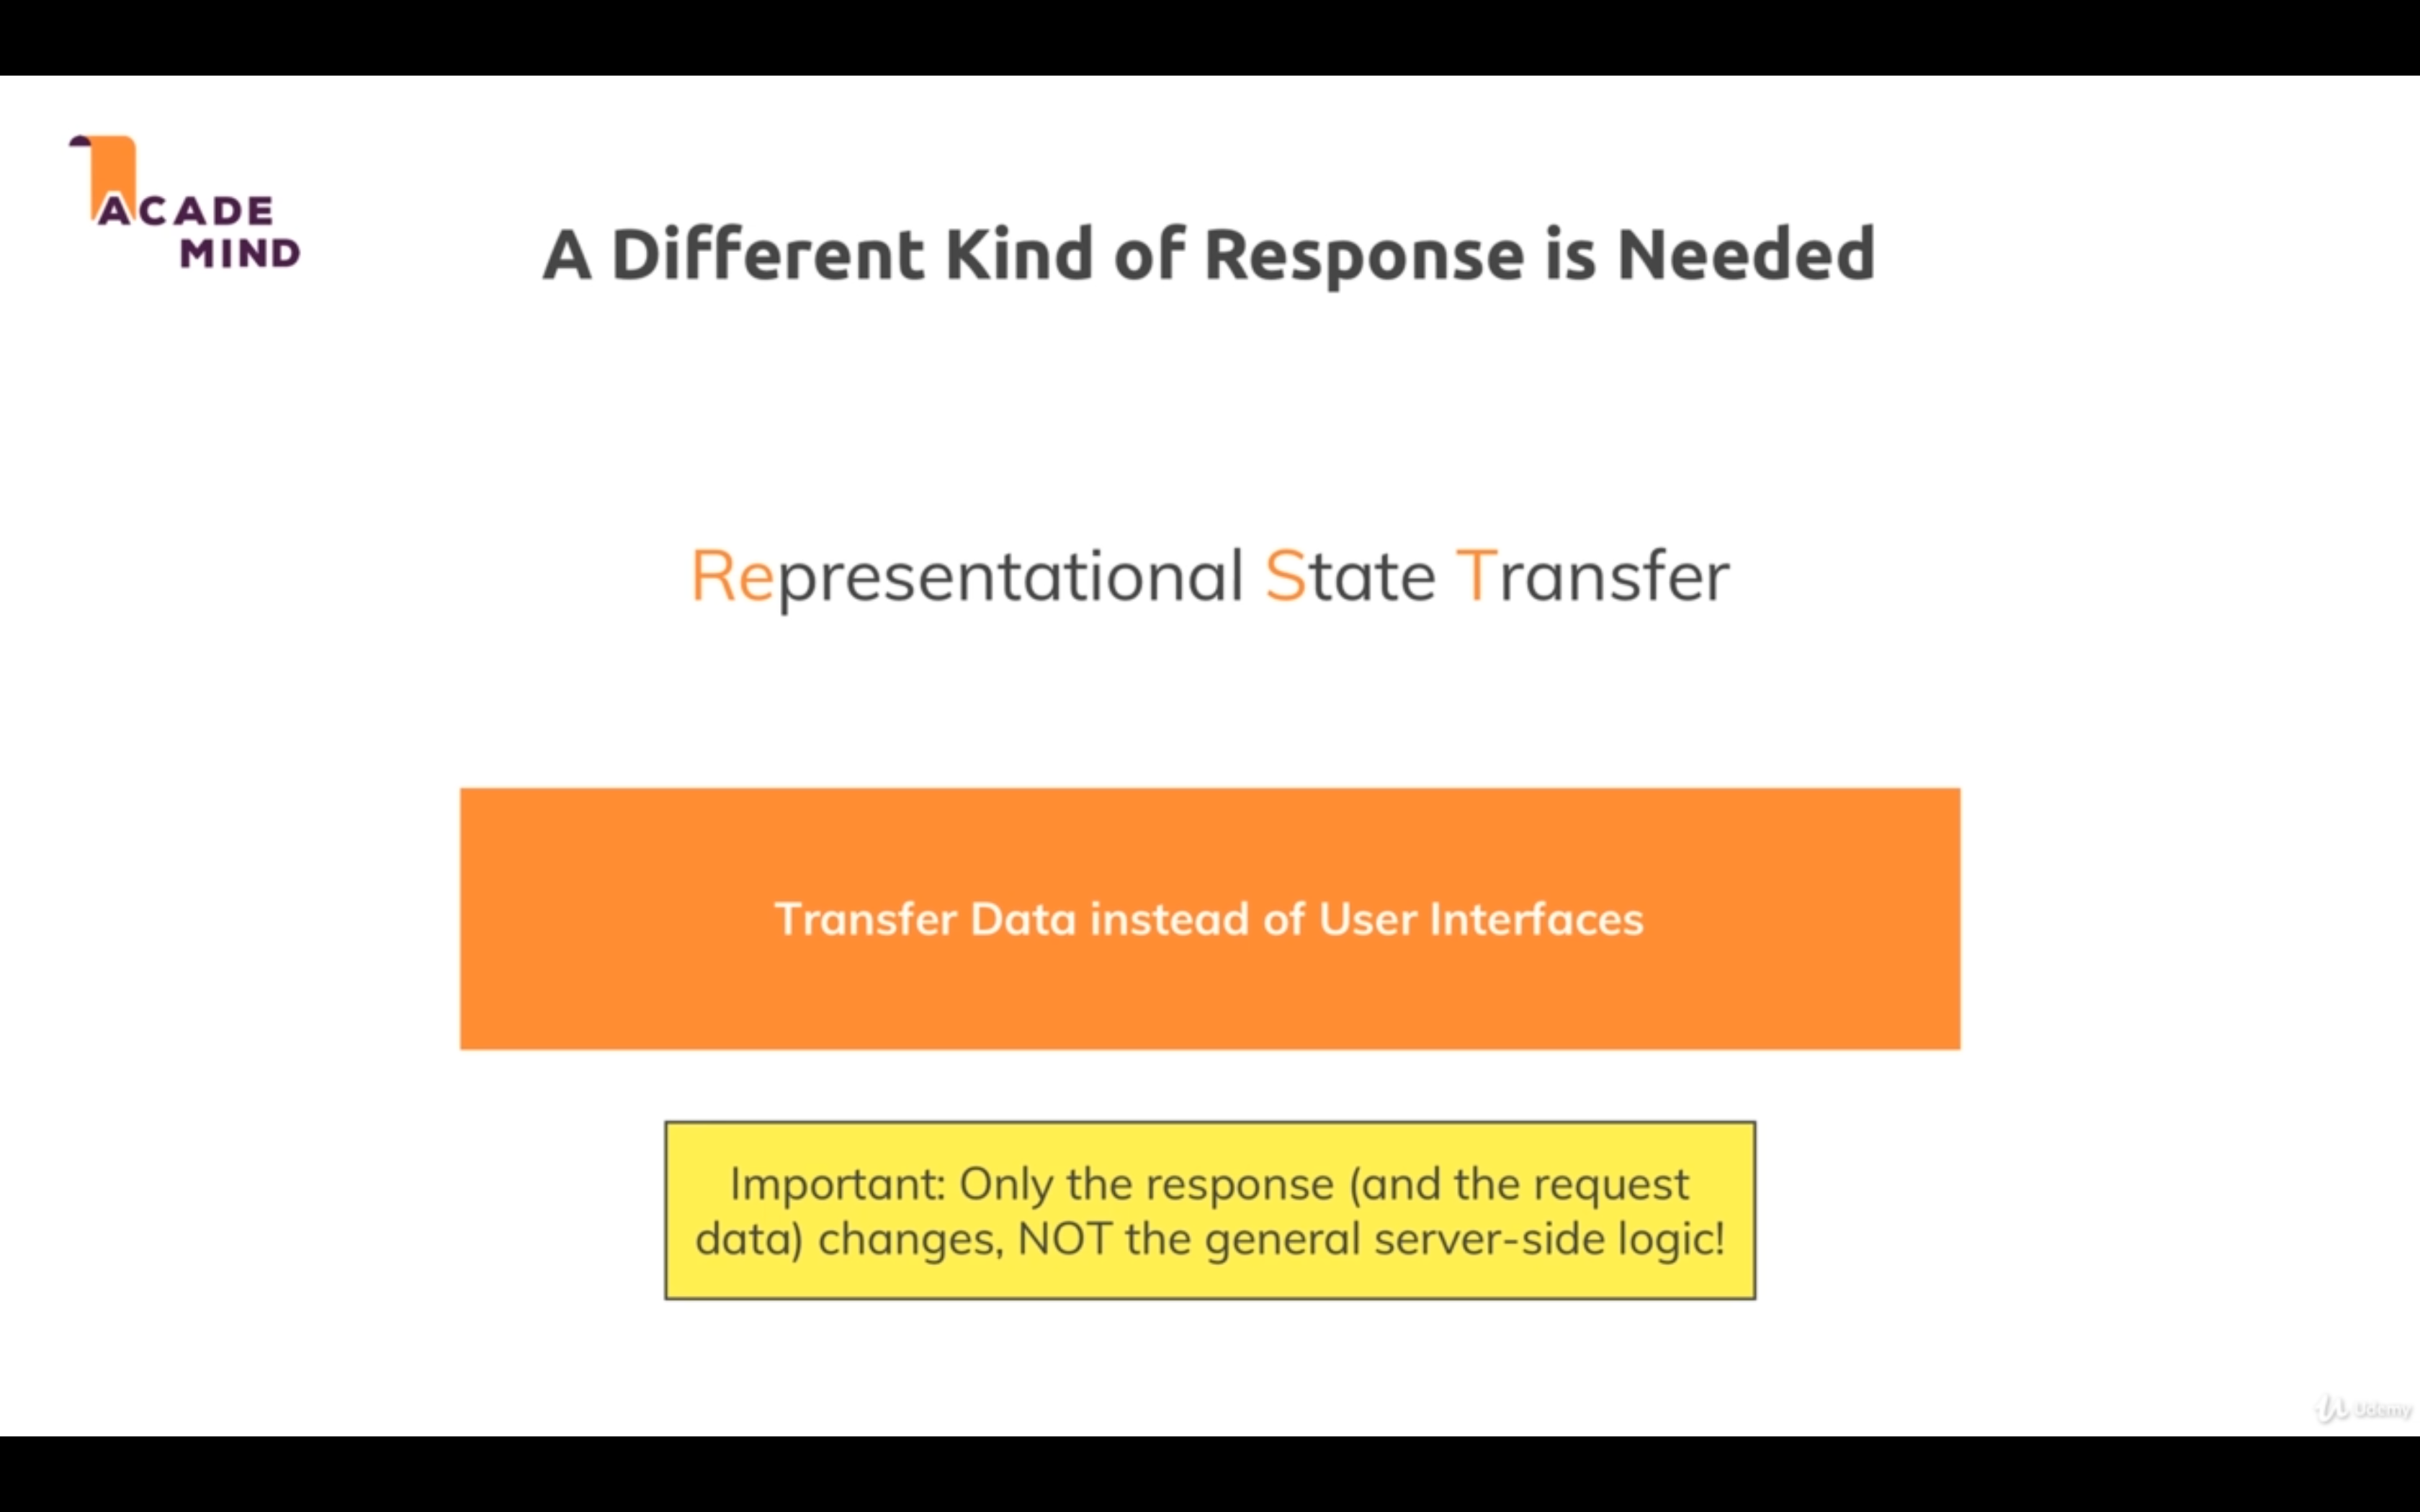 ACADE
MIND
A Different Kind of Response is Needed
Representational State Transfer
Transfer Data instead of User Interfaces
Important: Only the response (and the request
data) changes, NOT the general server-side logic!
Udemy